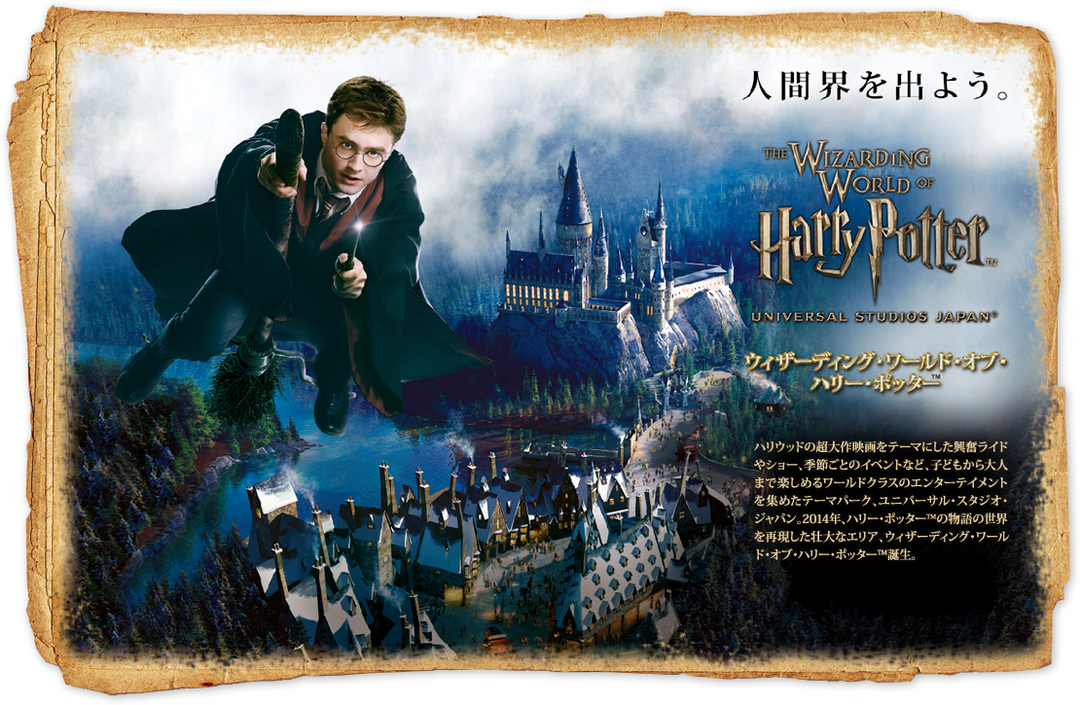 人間界を出よう。
THE WIZARDING
WORLD OF
Harry Potter™
UNIVERSAL STUDIOS JAPAN®
ウィザーディング・ワールド・オブ・
ハリー・ポッター™
ハリウッドの超大作映画をテーマにした興奮ライド
やショー、季節ごとのイベントなど、子どもから大人
まで楽しめるワールドクラスのエンターテイメント
を集めたテーマパーク、ユニバーサル・スタジオ・
ジャパン。2014年、ハリー・ポッター™の物語の世界
を再現した壮大なエリア、ウィザーディング・ワール
ド・オブ・ハリー・ポッター™誕生。